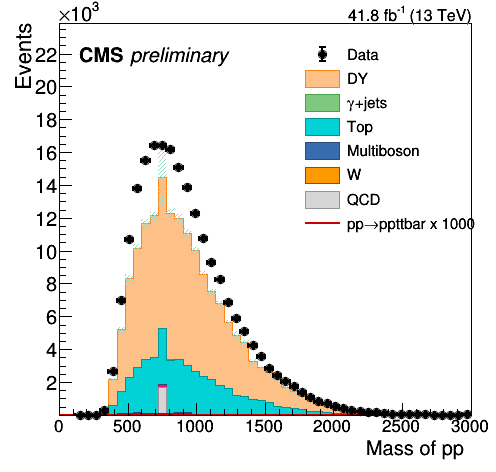 ×10³
41.8 fb⁻¹ (13 TeV)
Events
CMS preliminary
Data
DY
γ+jets
Top
Multiboson
W
QCD
pp→ppttbar x 1000
22
20
18
16
14
12
10
8
6
4
2
0 500 1000 1500 2000 2500 3000
Mass of pp